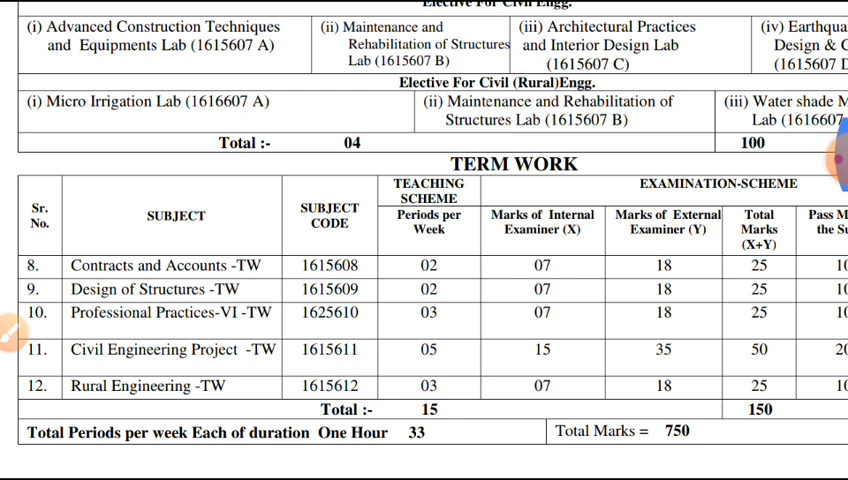 Elective For Civil Engg.
(i) Advanced Construction Techniques and Equipments Lab (1615607 A)
(ii) Maintenance and Rehabilitation of Structures Lab (1615607 B)
(iii) Architectural Practices and Interior Design Lab (1615607 C)
(iv) Earthqua
Design & C
(1615607 D
Elective For Civil (Rural)Engg.
(i) Micro Irrigation Lab (1616607 A)
(ii) Maintenance and Rehabilitation of Structures Lab (1615607 B)
(iii) Water shade M
Lab (1616607
Total :- 04 100
TERM WORK
Sr. No. SUBJECT SUBJECT CODE TEACHING SCHEME EXAMINATION-SCHEME
Periods per Week Marks of Internal Examiner (X) Marks of External Examiner (Y) Total Marks (X+Y) Pass M
the Su
8. Contracts and Accounts -TW 1615608 02 07 18 25 10
9. Design of Structures -TW 1615609 02 07 18 25 10
10. Professional Practices-VI -TW 1625610 03 07 18 25 10
11. Civil Engineering Project -TW 1615611 05 15 35 50 20
12. Rural Engineering -TW 1615612 03 07 18 25 10
Total :- 15 150
Total Periods per week Each of duration One Hour 33 Total Marks = 750